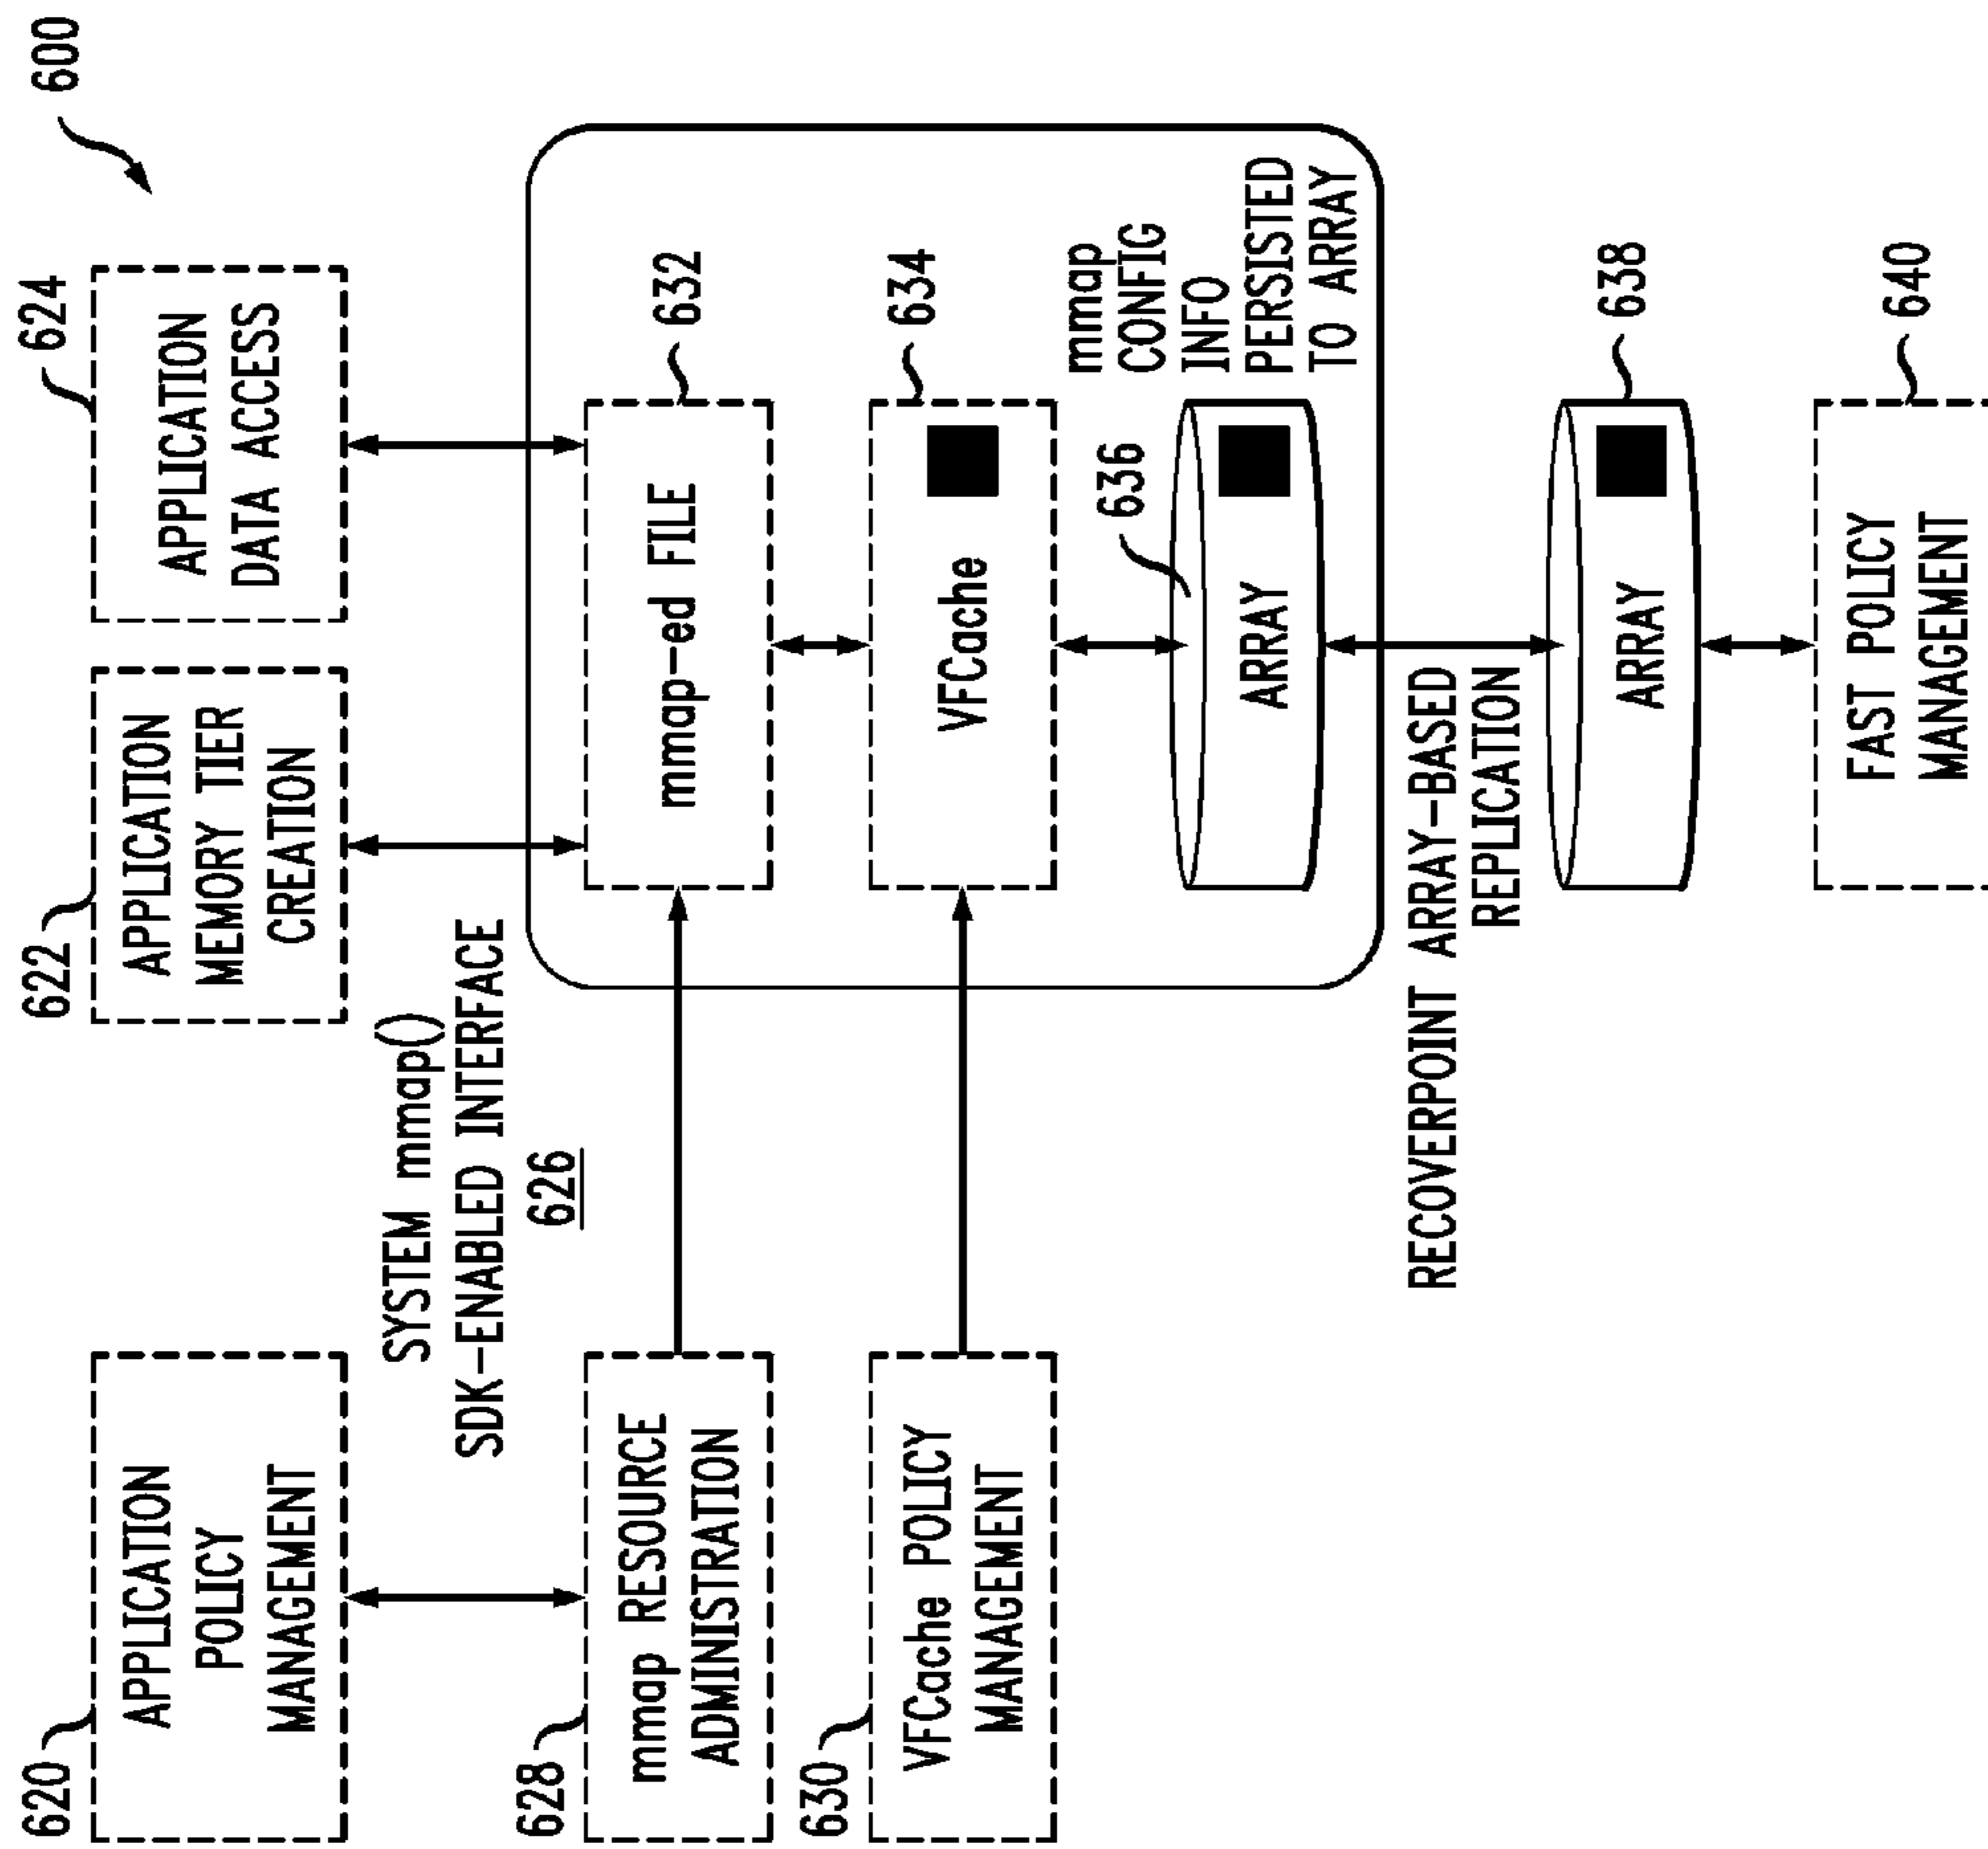 600
620
APPLICATION
POLICY
MANAGEMENT
622
APPLICATION
MEMORY TIER
CREATION
624
APPLICATION
DATA ACCESS
SYSTEM mmap()
SDK-ENABLED INTERFACE
626
628
mmap RESOURCE
ADMINISTRATION
mmap-ed FILE
632
630
VFCache POLICY
MANAGEMENT
VFCache
634
636
ARRAY
mmap
CONFIG
INFO
PERSISTED
TO ARRAY
RECOVERPOINT ARRAY-BASED
REPLICATION
ARRAY
638
FAST POLICY
MANAGEMENT
640